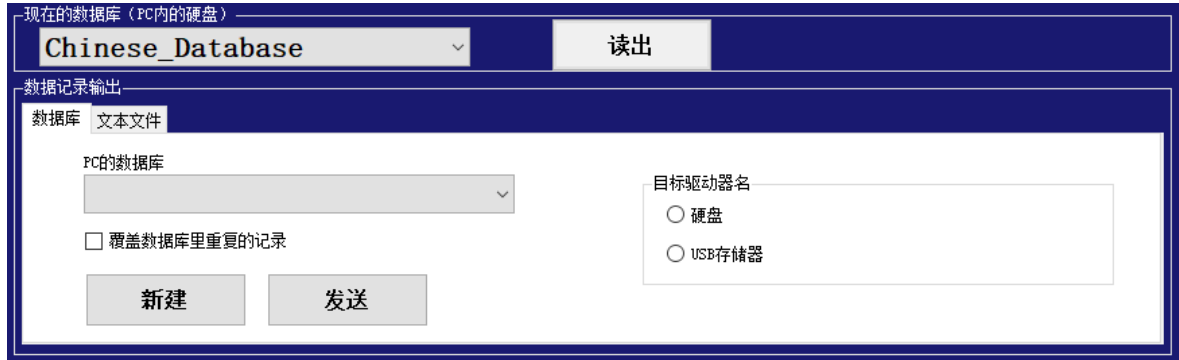 现在的数据库（PC内的硬盘）
Chinese_Database
读出
数据记录输出
数据库 文本文件
PC的数据库
目标驱动器名
硬盘
覆盖数据库里重复的记录
USB存储器
新建 发送